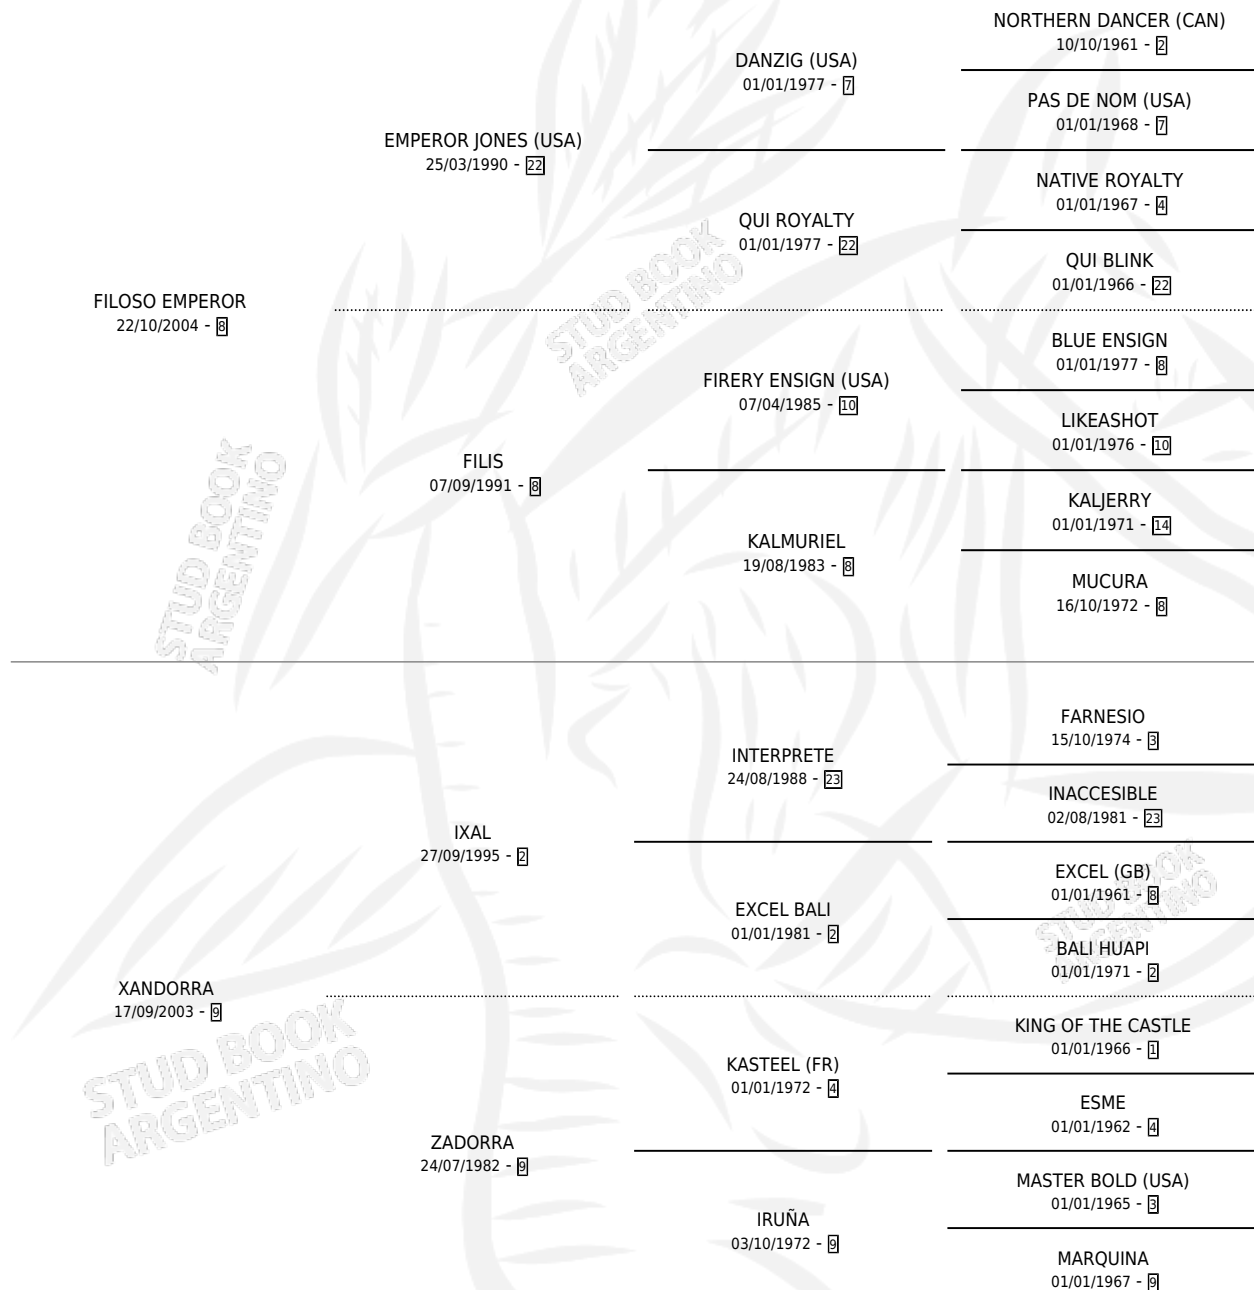 NORTHERN DANCER (CAN)
10/10/1961 - 2
DANZIG (USA)
01/01/1977 - 7
PAS DE NOM (USA)
01/01/1968 - 7
EMPEROR JONES (USA)
25/03/1990 - 22
NATIVE ROYALTY
01/01/1967 - 4
QUI ROYALTY
01/01/1977 - 22
QUI BLINK
01/01/1966 - 22
FILOSO EMPEROR
22/10/2004 - 8
STUD BOOK
ARGENTINO
BLUE ENSIGN
01/01/1977 - 8
FIRERY ENSIGN (USA)
07/04/1985 - 10
LIKEASHOT
01/01/1976 - 10
FILIS
07/09/1991 - 8
KALJERRY
01/01/1971 - 14
KALMURIEL
19/08/1983 - 8
MUCURA
16/10/1972 - 8
STUD BOOK
ARGENTINO
FARNESIO
15/10/1974 - 3
INTERPRETE
24/08/1988 - 23
INACCESIBLE
02/08/1981 - 23
IXAL
27/09/1995 - 2
EXCEL (GB)
01/01/1961 - 8
EXCEL BALI
01/01/1981 - 2
STUD BOOK
ARGENTINO
BALI HUAPI
01/01/1971 - 2
XANDORRA
17/09/2003 - 9
KING OF THE CASTLE
01/01/1966 - 1
STUD BOOK
ARGENTINO
KASTEEL (FR)
01/01/1972 - 4
ESME
01/01/1962 - 4
ZADORRA
24/07/1982 - 9
MASTER BOLD (USA)
01/01/1965 - 3
IRUÑA
03/10/1972 - 9
MARQUINA
01/01/1967 - 9